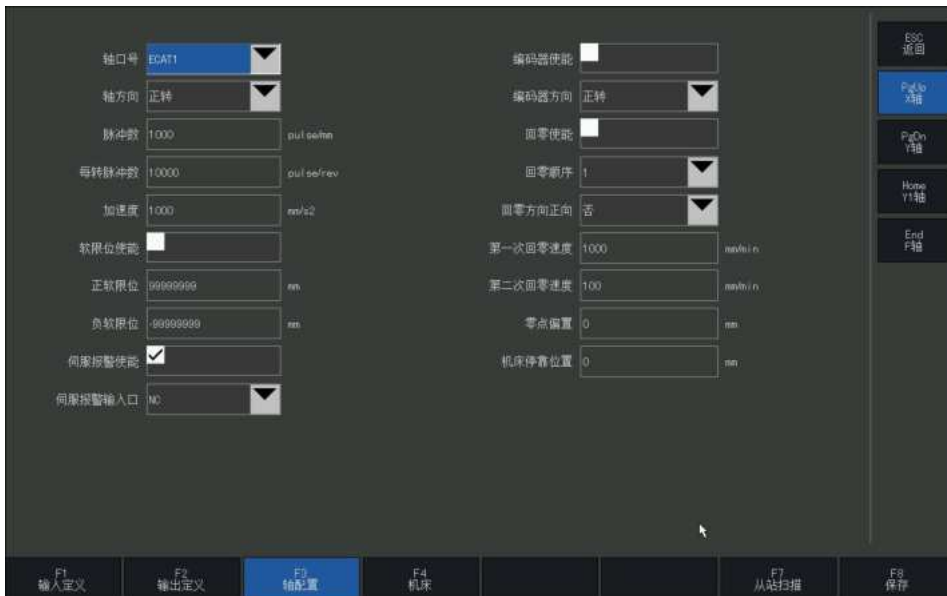 轴口号 ECAT1
轴方向 正转
脉冲数 1000 pulse/mm
每转脉冲数 10000 pulse/rev
加速度 1000 mm/s2
软限位使能
正软限位 99999999 mm
负软限位 -99999999 mm
伺服报警使能
伺服报警输入口 NC
编码器使能
编码器方向 正转
回零使能
回零顺序 1
回零方向正向 否
第一次回零速度 1000 mm/min
第二次回零速度 100 mm/min
零点偏置 0 mm
机床停靠位置 0 mm
ESC
返回
PgUp
X轴
PgDn
Y轴
Home
Y1轴
End
F轴
F1
输入定义
F2
输出定义
F3
轴配置
F4
机床
F7
从站扫描
F8
保存